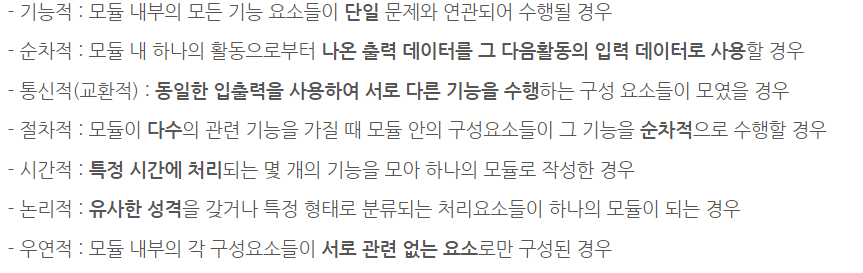 - 기능적 : 모듈 내부의 모든 기능 요소들이 단일 문제와 연관되어 수행될 경우
- 순차적 : 모듈 내 하나의 활동으로부터 나온 출력 데이터를 그 다음활동의 입력 데이터로 사용할 경우
- 통신적(교환적) : 동일한 입출력을 사용하여 서로 다른 기능을 수행하는 구성 요소들이 모였을 경우
- 절차적 : 모듈이 다수의 관련 기능을 가질 때 모듈 안의 구성요소들이 그 기능을 순차적으로 수행할 경우
- 시간적 : 특정 시간에 처리되는 몇 개의 기능을 모아 하나의 모듈로 작성한 경우
- 논리적 : 유사한 성격을 갖거나 특정 형태로 분류되는 처리요소들이 하나의 모듈이 되는 경우
- 우연적 : 모듈 내부의 각 구성요소들이 서로 관련 없는 요소로만 구성된 경우